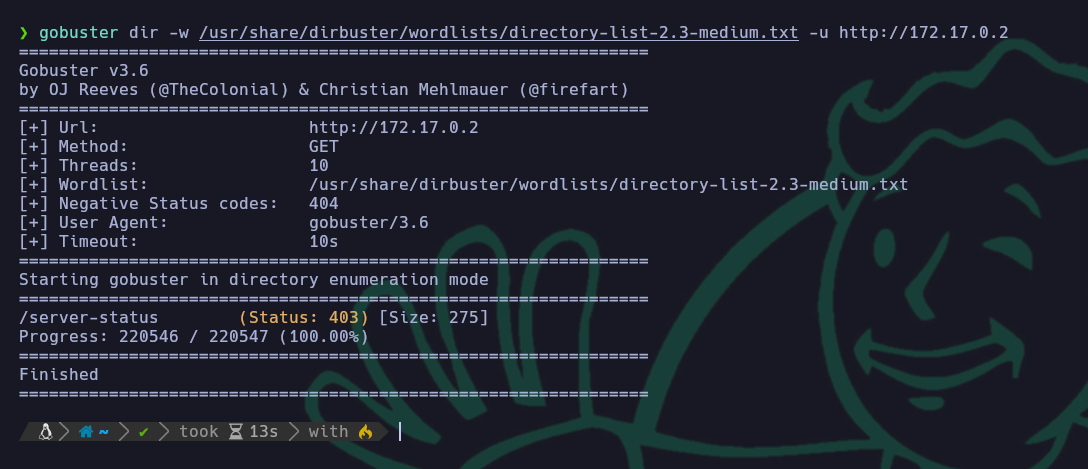 ❯ gobuster dir -w /usr/share/dirbuster/wordlists/directory-list-2.3-medium.txt -u http://172.17.0.2
===============================================================
Gobuster v3.6
by OJ Reeves (@TheColonial) & Christian Mehlmauer (@firefart)
===============================================================
[+] Url:                     http://172.17.0.2
[+] Method:                  GET
[+] Threads:                 10
[+] Wordlist:                /usr/share/dirbuster/wordlists/directory-list-2.3-medium.txt
[+] Negative Status codes:   404
[+] User Agent:              gobuster/3.6
[+] Timeout:                 10s
===============================================================
Starting gobuster in directory enumeration mode
===============================================================
/server-status        (Status: 403) [Size: 275]
Progress: 220546 / 220547 (100.00%)
===============================================================
Finished
===============================================================
~ ✔ took 13s with